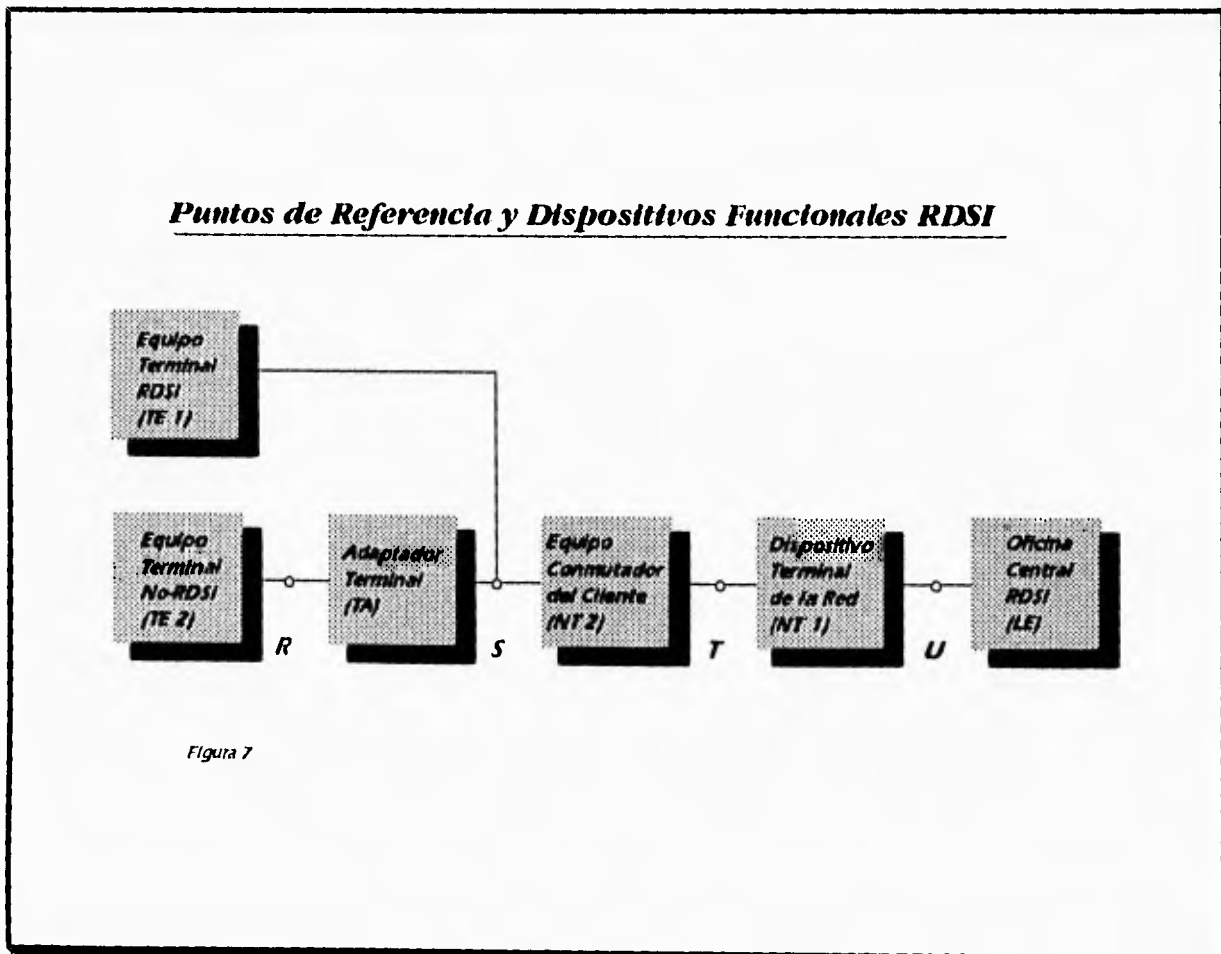 Puntos de Referencia y Dispositivos Funcionales RDSI
Equipo
Terminal
RDSI
(TE 1)
Equipo
Terminal
No-RDSI
(TE 2)
R
Adaptador
Terminal
(TA)
S
Equipo
Conmutador
del Cliente
(NT 2)
T
Dispositivo
Terminal
de la Red
(NT 1)
U
Oficina
Central
RDSI
(LE)
Figura 7